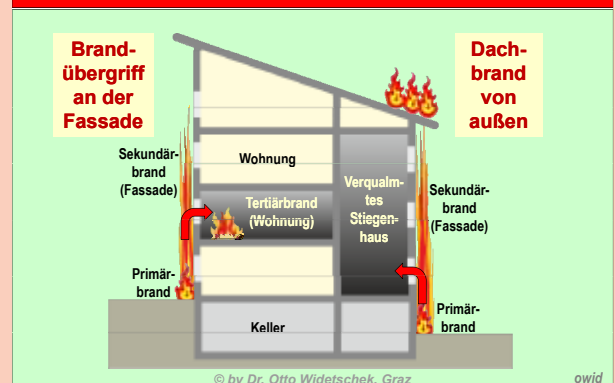 Brand-
übergriff
an der
Fassade
Dach-
brand
von
außen
Sekundär-
brand
(Fassade)
Wohnung
Tertiärbrand
(Wohnung)
Verqualm-
tes
Stiegen-
haus
Sekundär-
brand
(Fassade)
Primär-
brand
Keller
Primär-
brand
© by Dr. Otto Widetschek, Graz
owid